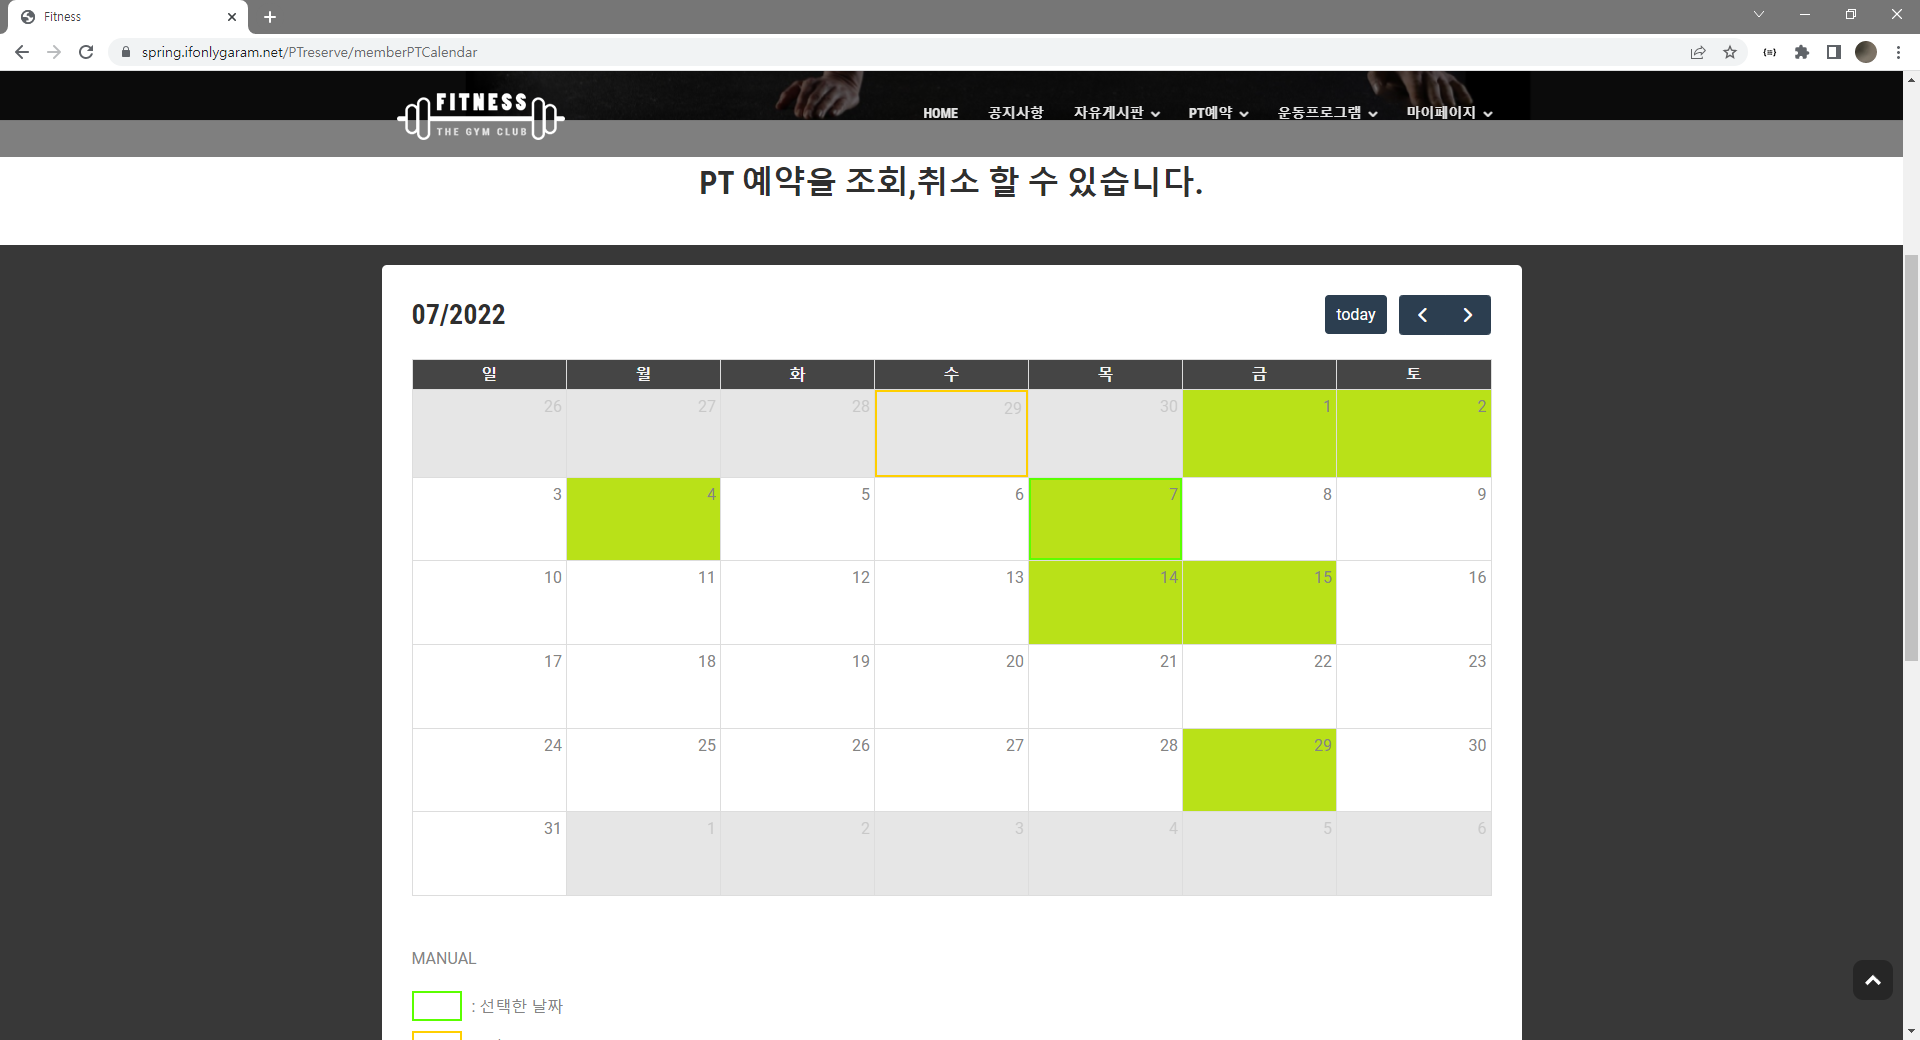 Fitness
spring.ifonlygaram.net/PTreserve/memberPTCalendar
FITNESS
THE GYM CLUB
HOME 공지사항 자유게시판 PT예약 운동프로그램 마이페이지
PT 예약을 조회,취소 할 수 있습니다.
07/2022
today
일 월 화 수 목 금 토
26 27 28 29 30 1 2
3 4 5 6 7 8 9
10 11 12 13 14 15 16
17 18 19 20 21 22 23
24 25 26 27 28 29 30
31 1 2 3 4 5 6
MANUAL
: 선택한 날짜